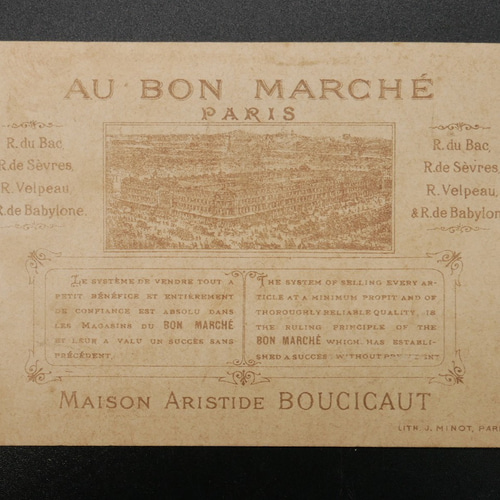 AU BON MARCHÉ
PARIS
R. du Bac,
R. de Sèvres,
R. Velpeau,
R. de Babylone.
R. du Bac,
R. de Sèvres,
R. Velpeau,
& R. de Babylone
LE SYSTÈME DE VENDRE TOUT A
PETIT BÉNÉFICE ET ENTIÈREMENT
DE CONFIANCE EST ABSOLU DANS
LES MAGASINS DU BON MARCHÉ
ET LEUR A VALU UN SUCCÈS SANS
PRÉCÉDENT.
THE SYSTEM OF SELLING EVERY AR-
TICLE AT A MINIMUM PROFIT AND OF
THOROUGHLY RELIABLE QUALITY, IS
THE RULING PRINCIPLE OF THE
BON MARCHÉ WHICH, HAS ESTABLI-
SHED A SUCCES WITHOUT
MAISON ARISTIDE BOUCICAUT
LITH. J. MINOT, PARI